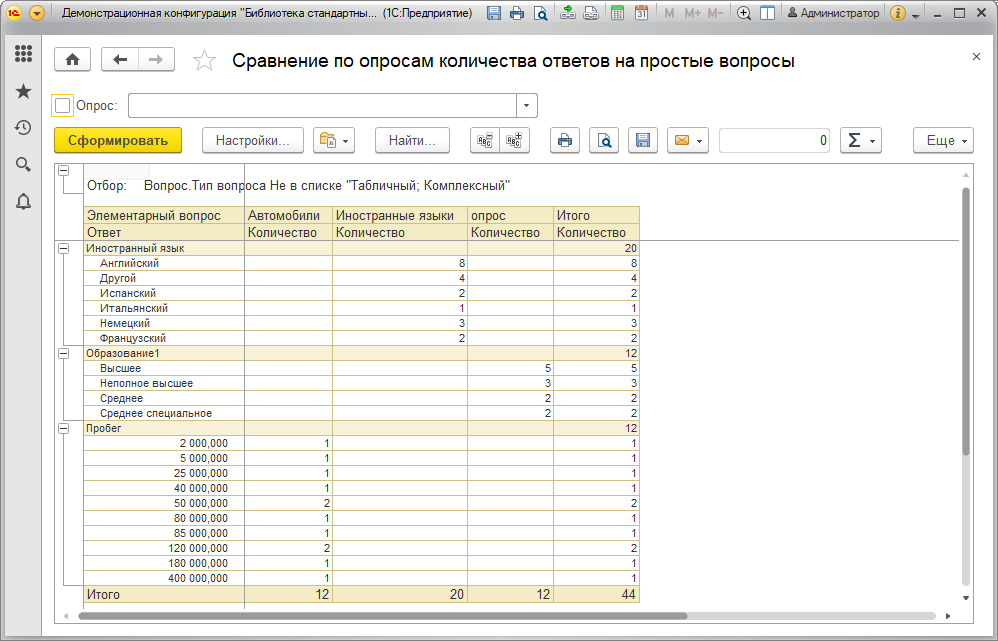 Демонстрационная конфигурация "Библиотека стандартны... (1С:Предприятие) M M+ M- Администратор
Сравнение по опросам количества ответов на простые вопросы
Опрос:
Сформировать Настройки... Найти... 0 Σ Еще
Отбор: Вопрос.Тип вопроса Не в списке "Табличный; Комплексный"
Элементарный вопрос Автомобили Иностранные языки опрос Итого
Ответ Количество Количество Количество Количество
Иностранный язык 20
Английский 8 8
Другой 4 4
Испанский 2 2
Итальянский 1 1
Немецкий 3 3
Французский 2 2
Образование1 12
Высшее 5 5
Неполное высшее 3 3
Среднее 2 2
Среднее специальное 2 2
Пробег 12
2 000,000 1 1
5 000,000 1 1
25 000,000 1 1
40 000,000 1 1
50 000,000 2 2
80 000,000 1 1
85 000,000 1 1
120 000,000 2 2
180 000,000 1 1
400 000,000 1 1
Итого 12 20 12 44